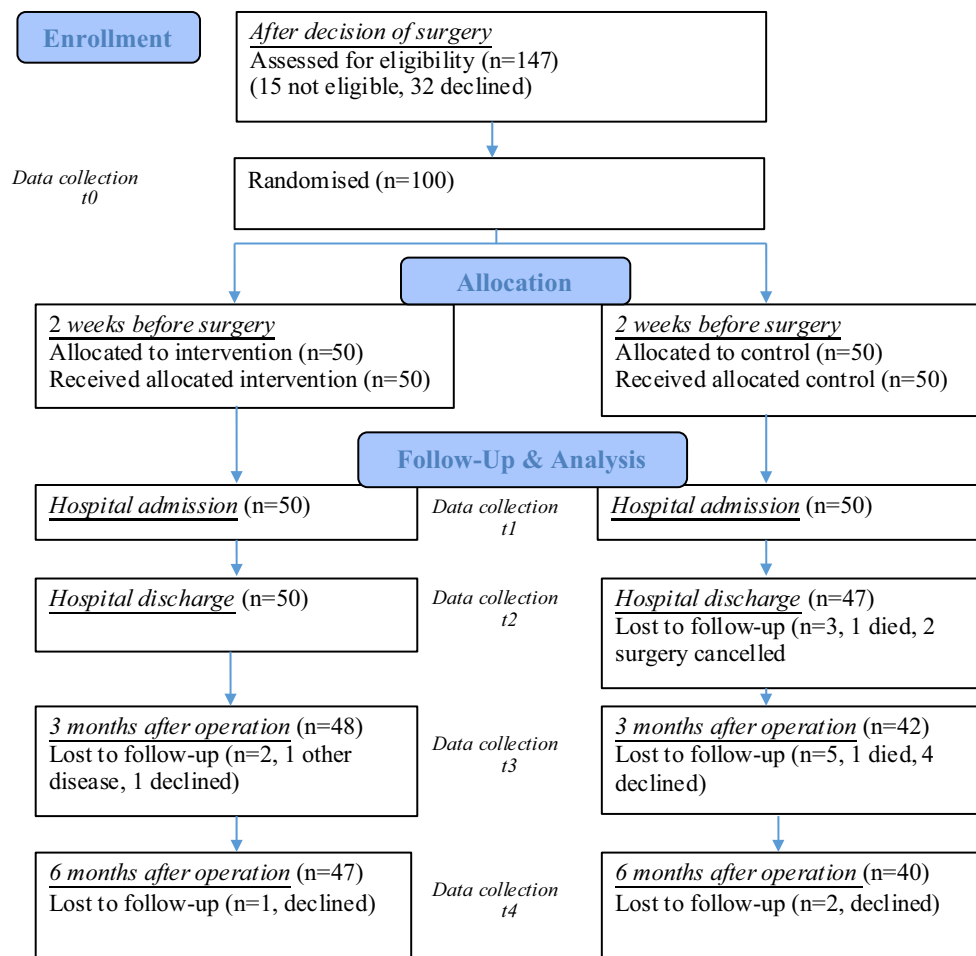 Enrollment
After decision of surgery
Assessed for eligibility (n=147)
(15 not eligible, 32 declined)
Data collection
t0
Randomised (n=100)
Allocation
2 weeks before surgery
Allocated to intervention (n=50)
Received allocated intervention (n=50)
2 weeks before surgery
Allocated to control (n=50)
Received allocated control (n=50)
Follow-Up & Analysis
Hospital admission (n=50)
Data collection
t1
Hospital admission (n=50)
Hospital discharge (n=50)
Data collection
t2
Hospital discharge (n=47)
Lost to follow-up (n=3, 1 died, 2
surgery cancelled
3 months after operation (n=48)
Lost to follow-up (n=2, 1 other
disease, 1 declined)
Data collection
t3
3 months after operation (n=42)
Lost to follow-up (n=5, 1 died, 4
declined)
6 months after operation (n=47)
Lost to follow-up (n=1, declined)
Data collection
t4
6 months after operation (n=40)
Lost to follow-up (n=2, declined)